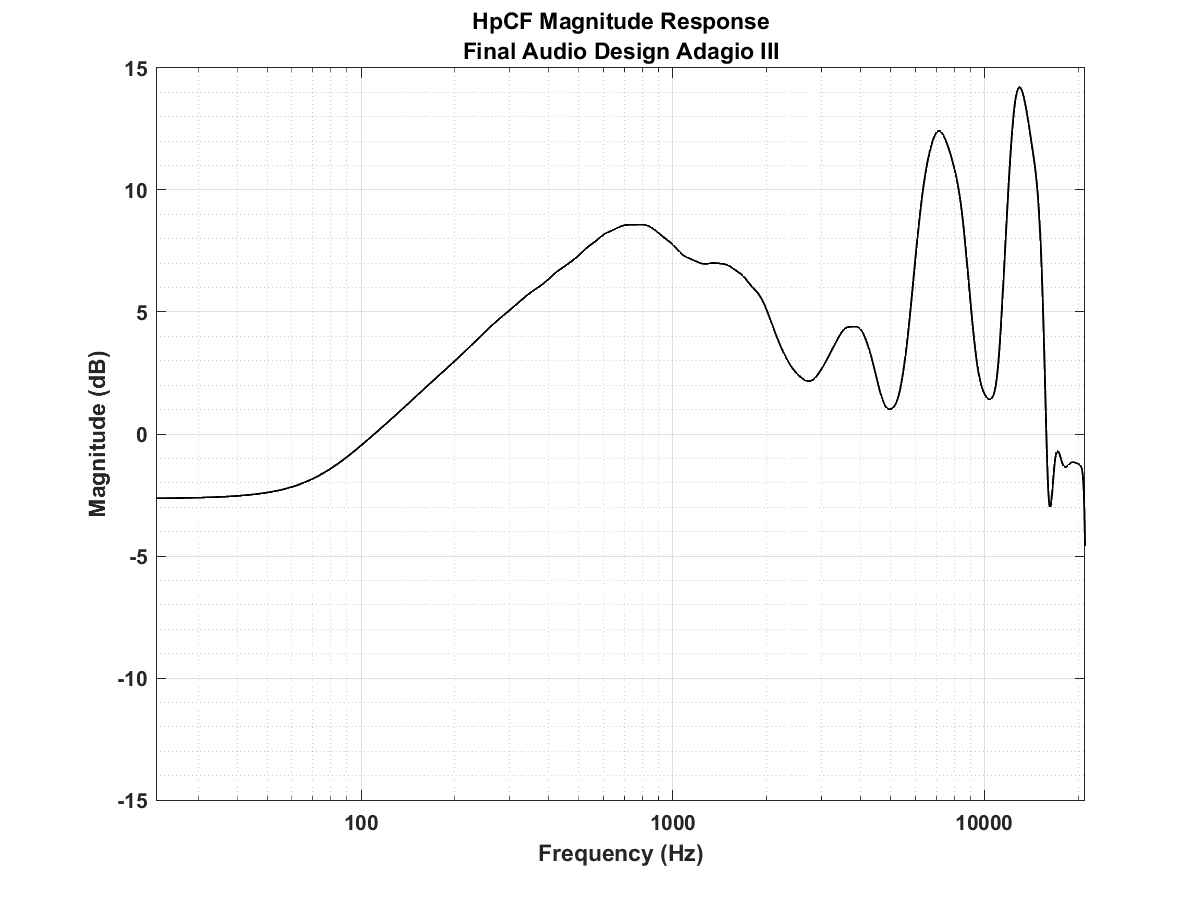 HpCF Magnitude Response
Final Audio Design Adagio III
15
10
5
0
-5
-10
-15
Magnitude (dB)
100
1000
10000
Frequency (Hz)